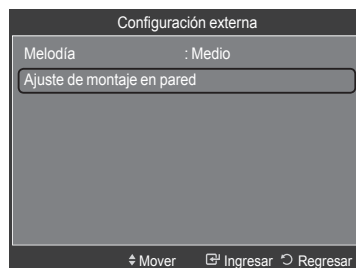 Configuración externa
Melodía : Medio
Ajuste de montaje en pared
Mover Ingresar Regresar